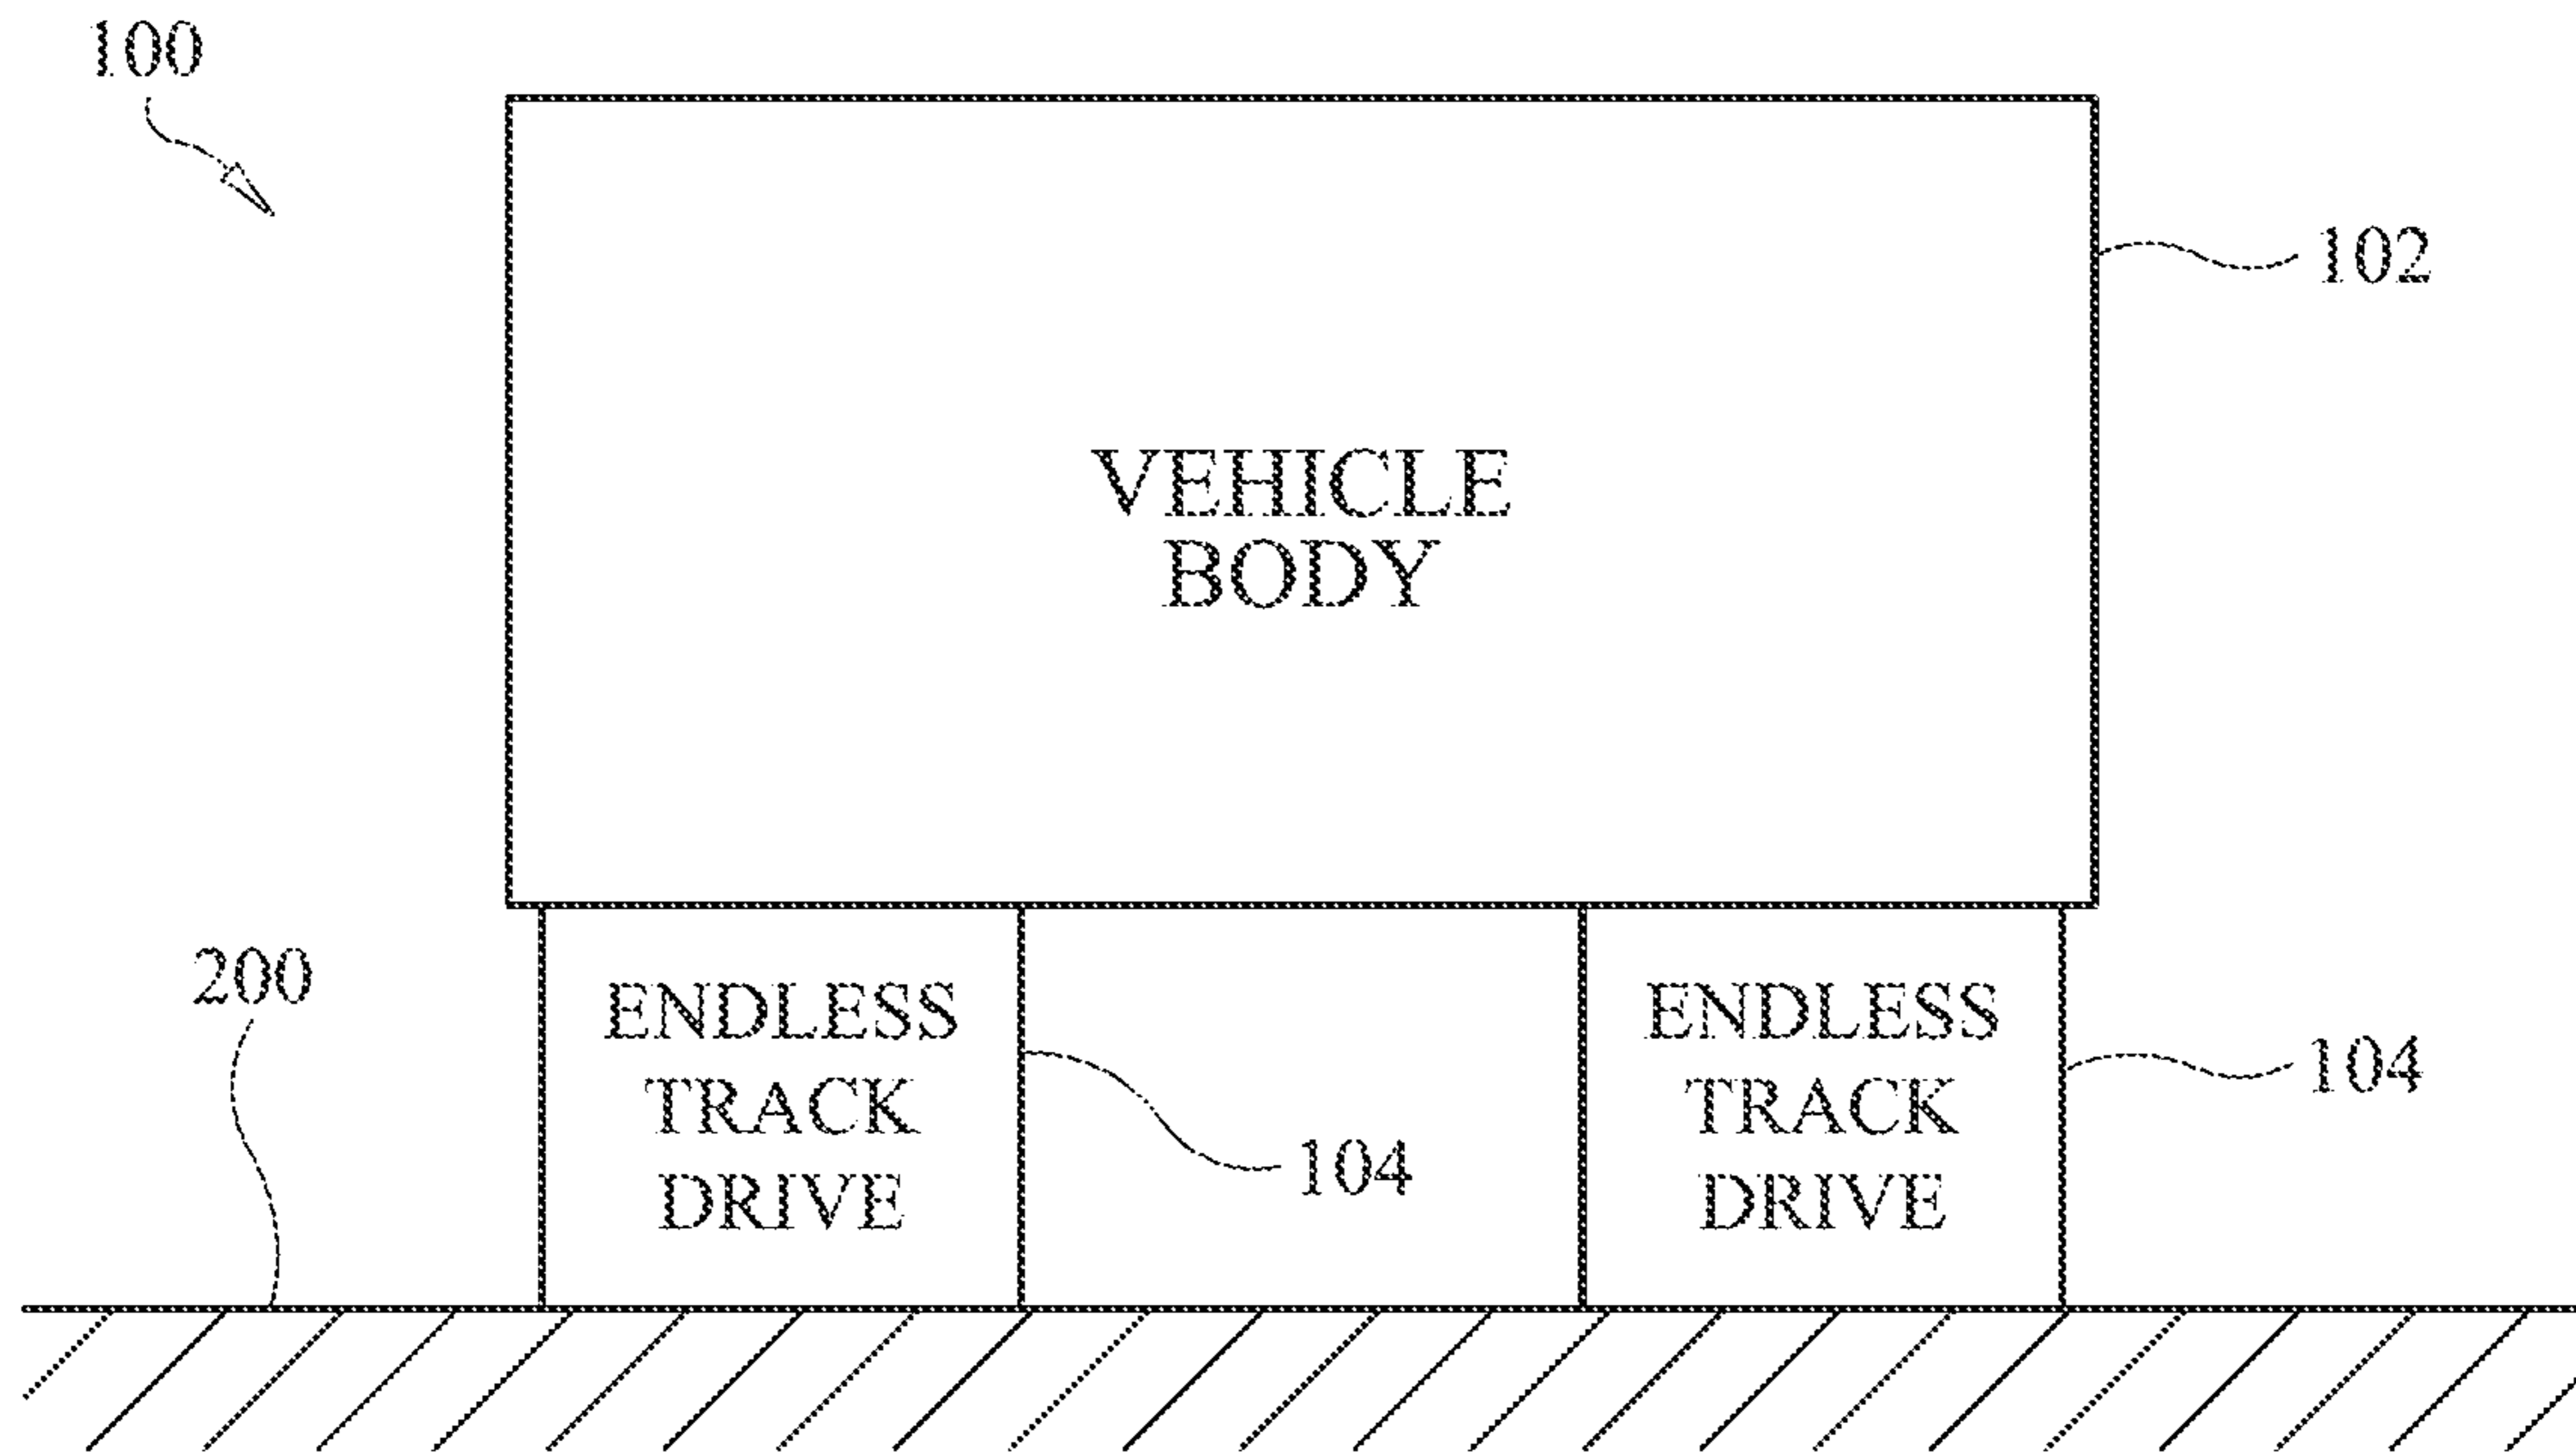 100
102
VEHICLE
BODY
200
ENDLESS
TRACK
DRIVE
104
ENDLESS
TRACK
DRIVE
104